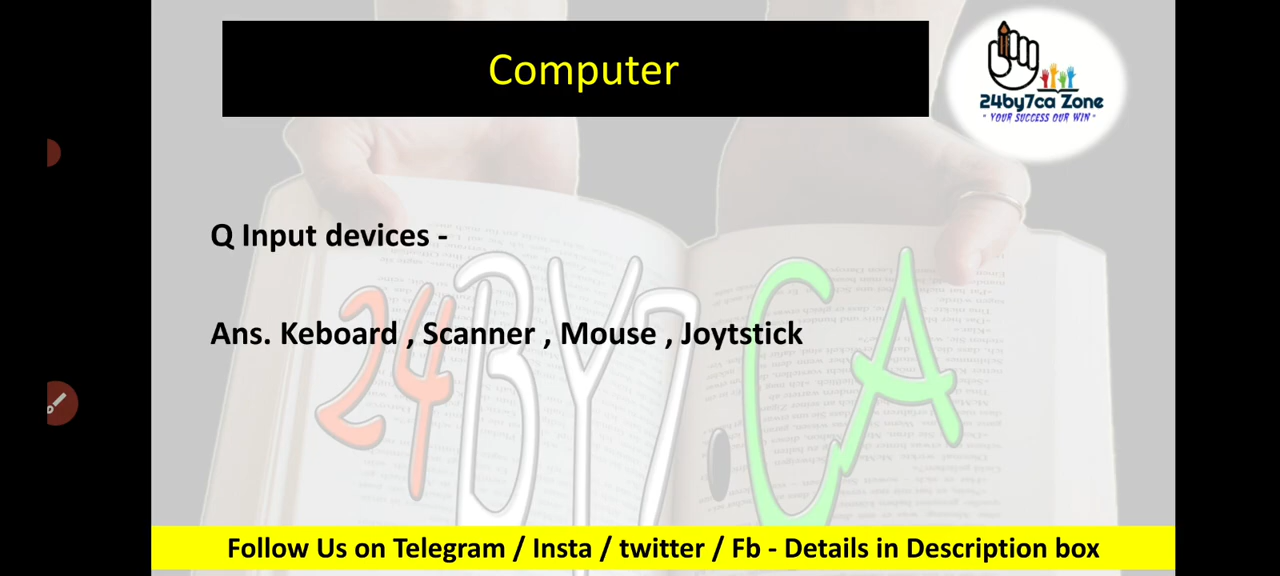 Computer
24by7ca Zone
" YOUR SUCCESS OUR WIN "
Q Input devices -
Ans. Keboard , Scanner , Mouse , Joytstick
24BY7.CA
Follow Us on Telegram / Insta / twitter / Fb - Details in Description box